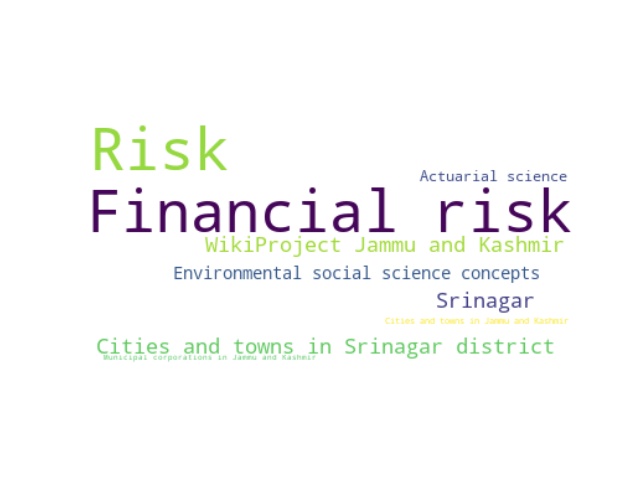 Risk
Actuarial science
Financial risk
WikiProject Jammu and Kashmir
Environmental social science concepts
Srinagar
Cities and towns in Jammu and Kashmir
Cities and towns in Srinagar district
Municipal corporations in Jammu and Kashmir